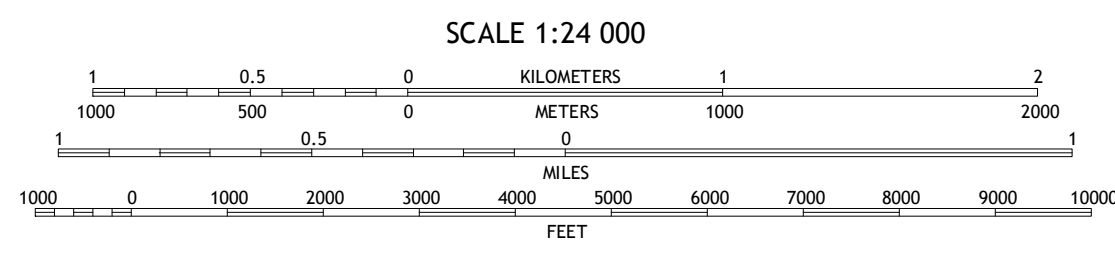 SCALE 1:24 000
1 0.5 0 KILOMETERS 1 2
1000 500 0 METERS 1000 2000
1 0.5 0 1
MILES
1000 0 1000 2000 3000 4000 5000 6000 7000 8000 9000 10000
FEET